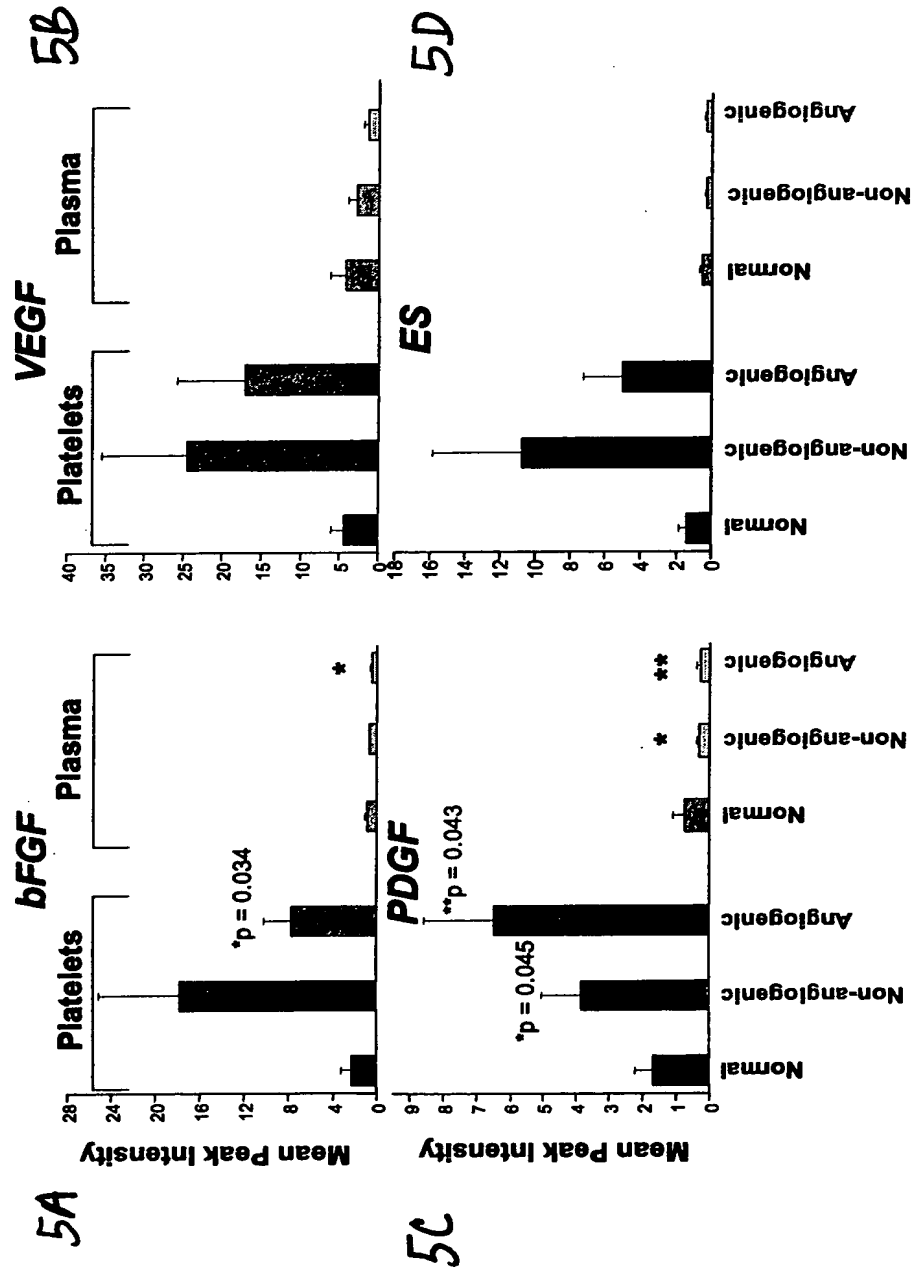 5A
bFGF
Platelets
Plasma
Mean Peak Intensity
28
24
20
16
12
8
4
0
*p = 0.034
*
5B
VEGF
Platelets
Plasma
40
35
30
25
20
15
10
5
0
5C
PDGF
Mean Peak Intensity
9
8
7
6
5
4
3
2
1
0
*p = 0.045
**p = 0.043
*
**
Normal
Non-angiogenic
Angiogenic
Normal
Non-angiogenic
Angiogenic
5D
ES
18
16
14
12
10
8
6
4
2
0
Normal
Non-angiogenic
Angiogenic
Normal
Non-angiogenic
Angiogenic